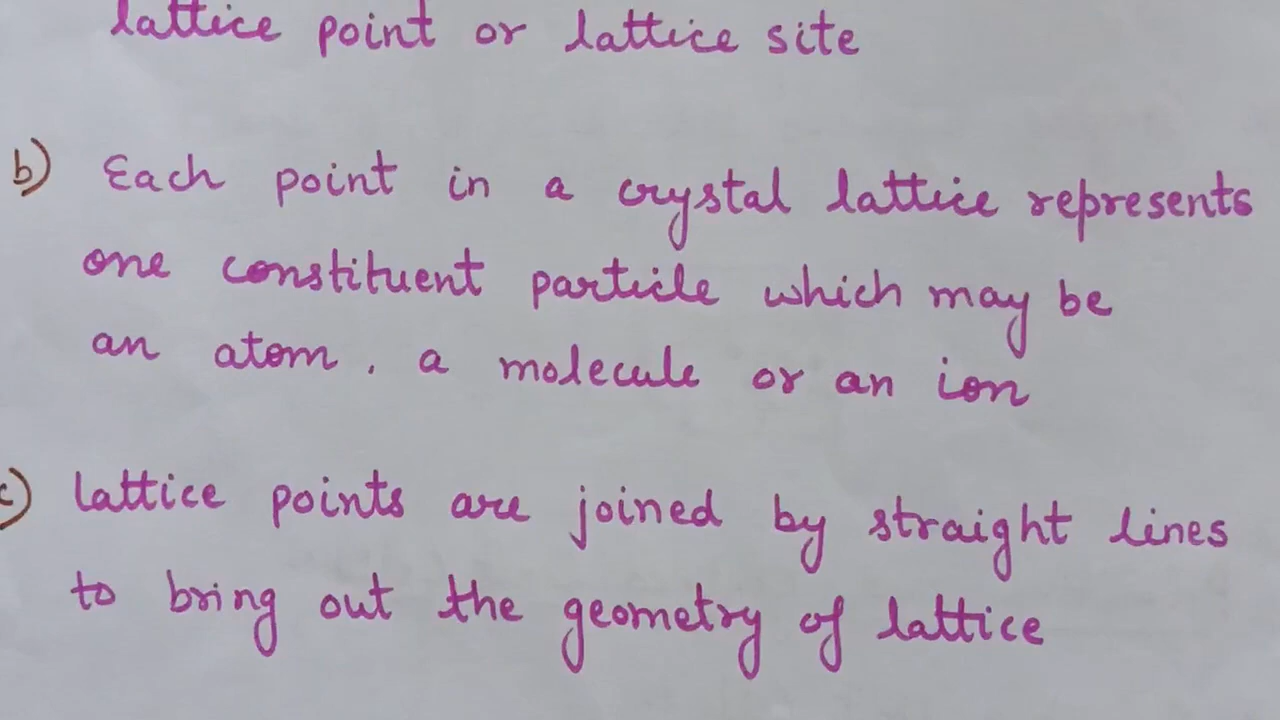 lattice point or lattice site
b) Each point in a crystal lattice represents
one constituent particle which may be
an atom, a molecule or an ion
c) Lattice points are joined by straight lines
to bring out the geometry of lattice